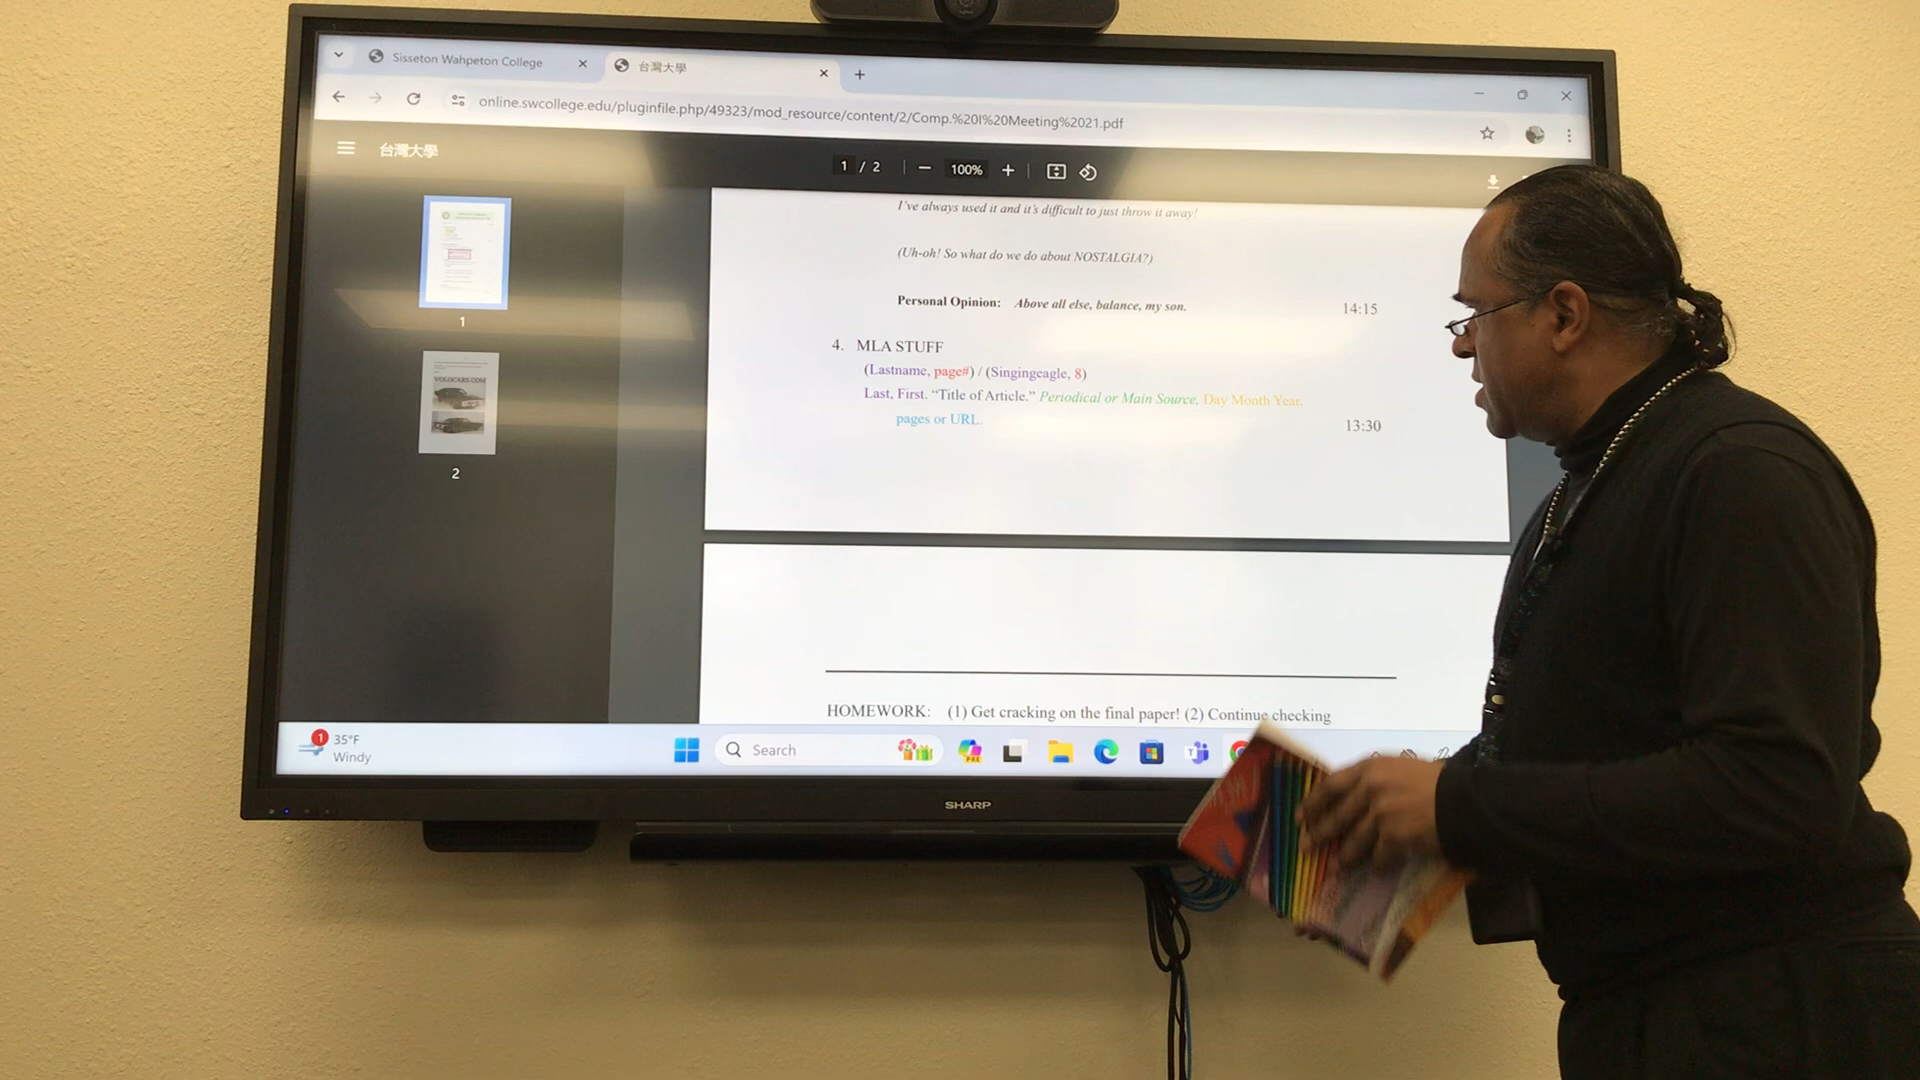 Sisseton Wahpeton College
台灣大學
online.swcollege.edu/pluginfile.php/49323/mod_resource/content/2/Comp.%20I%20Meeting%2021.pdf
台灣大學
1 / 2
100%
I've always used it and it's difficult to just throw it away!
(Uh-oh! So what do we do about NOSTALGIA?)
Personal Opinion: Above all else, balance, my son. 14:15
4. MLA STUFF
(Lastname, page#) / (Singingeagle, 8)
Last, First. “Title of Article.” Periodical or Main Source, Day Month Year,
pages or URL. 13:30
1
VOLDCARS.COM
2
HOMEWORK: (1) Get cracking on the final paper! (2) Continue checking
1
35°F
Windy
Search
PRE
SHARP